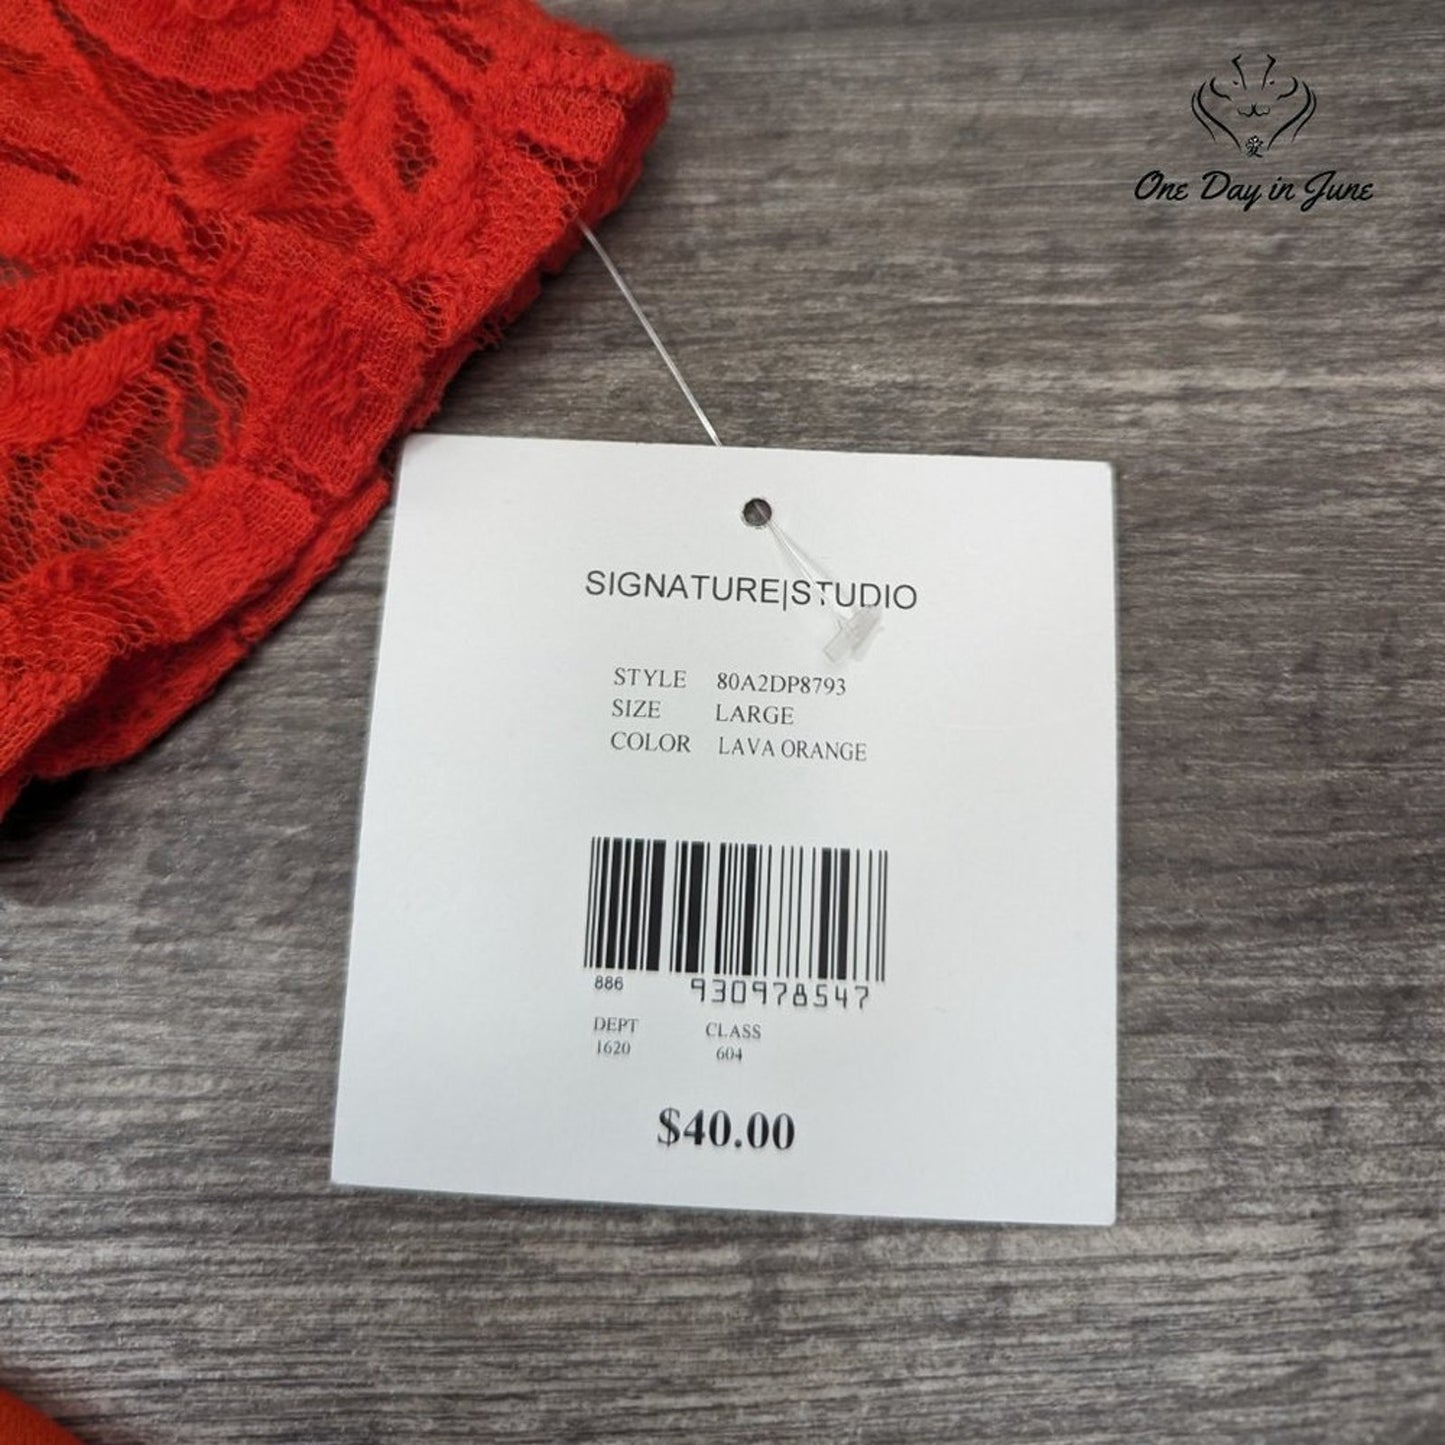 愛
One Day in June
SIGNATURE|STUDIO
STYLE 80A2DP8793
SIZE LARGE
COLOR LAVA ORANGE
886 930978547
DEPT CLASS
1620 604
$40.00